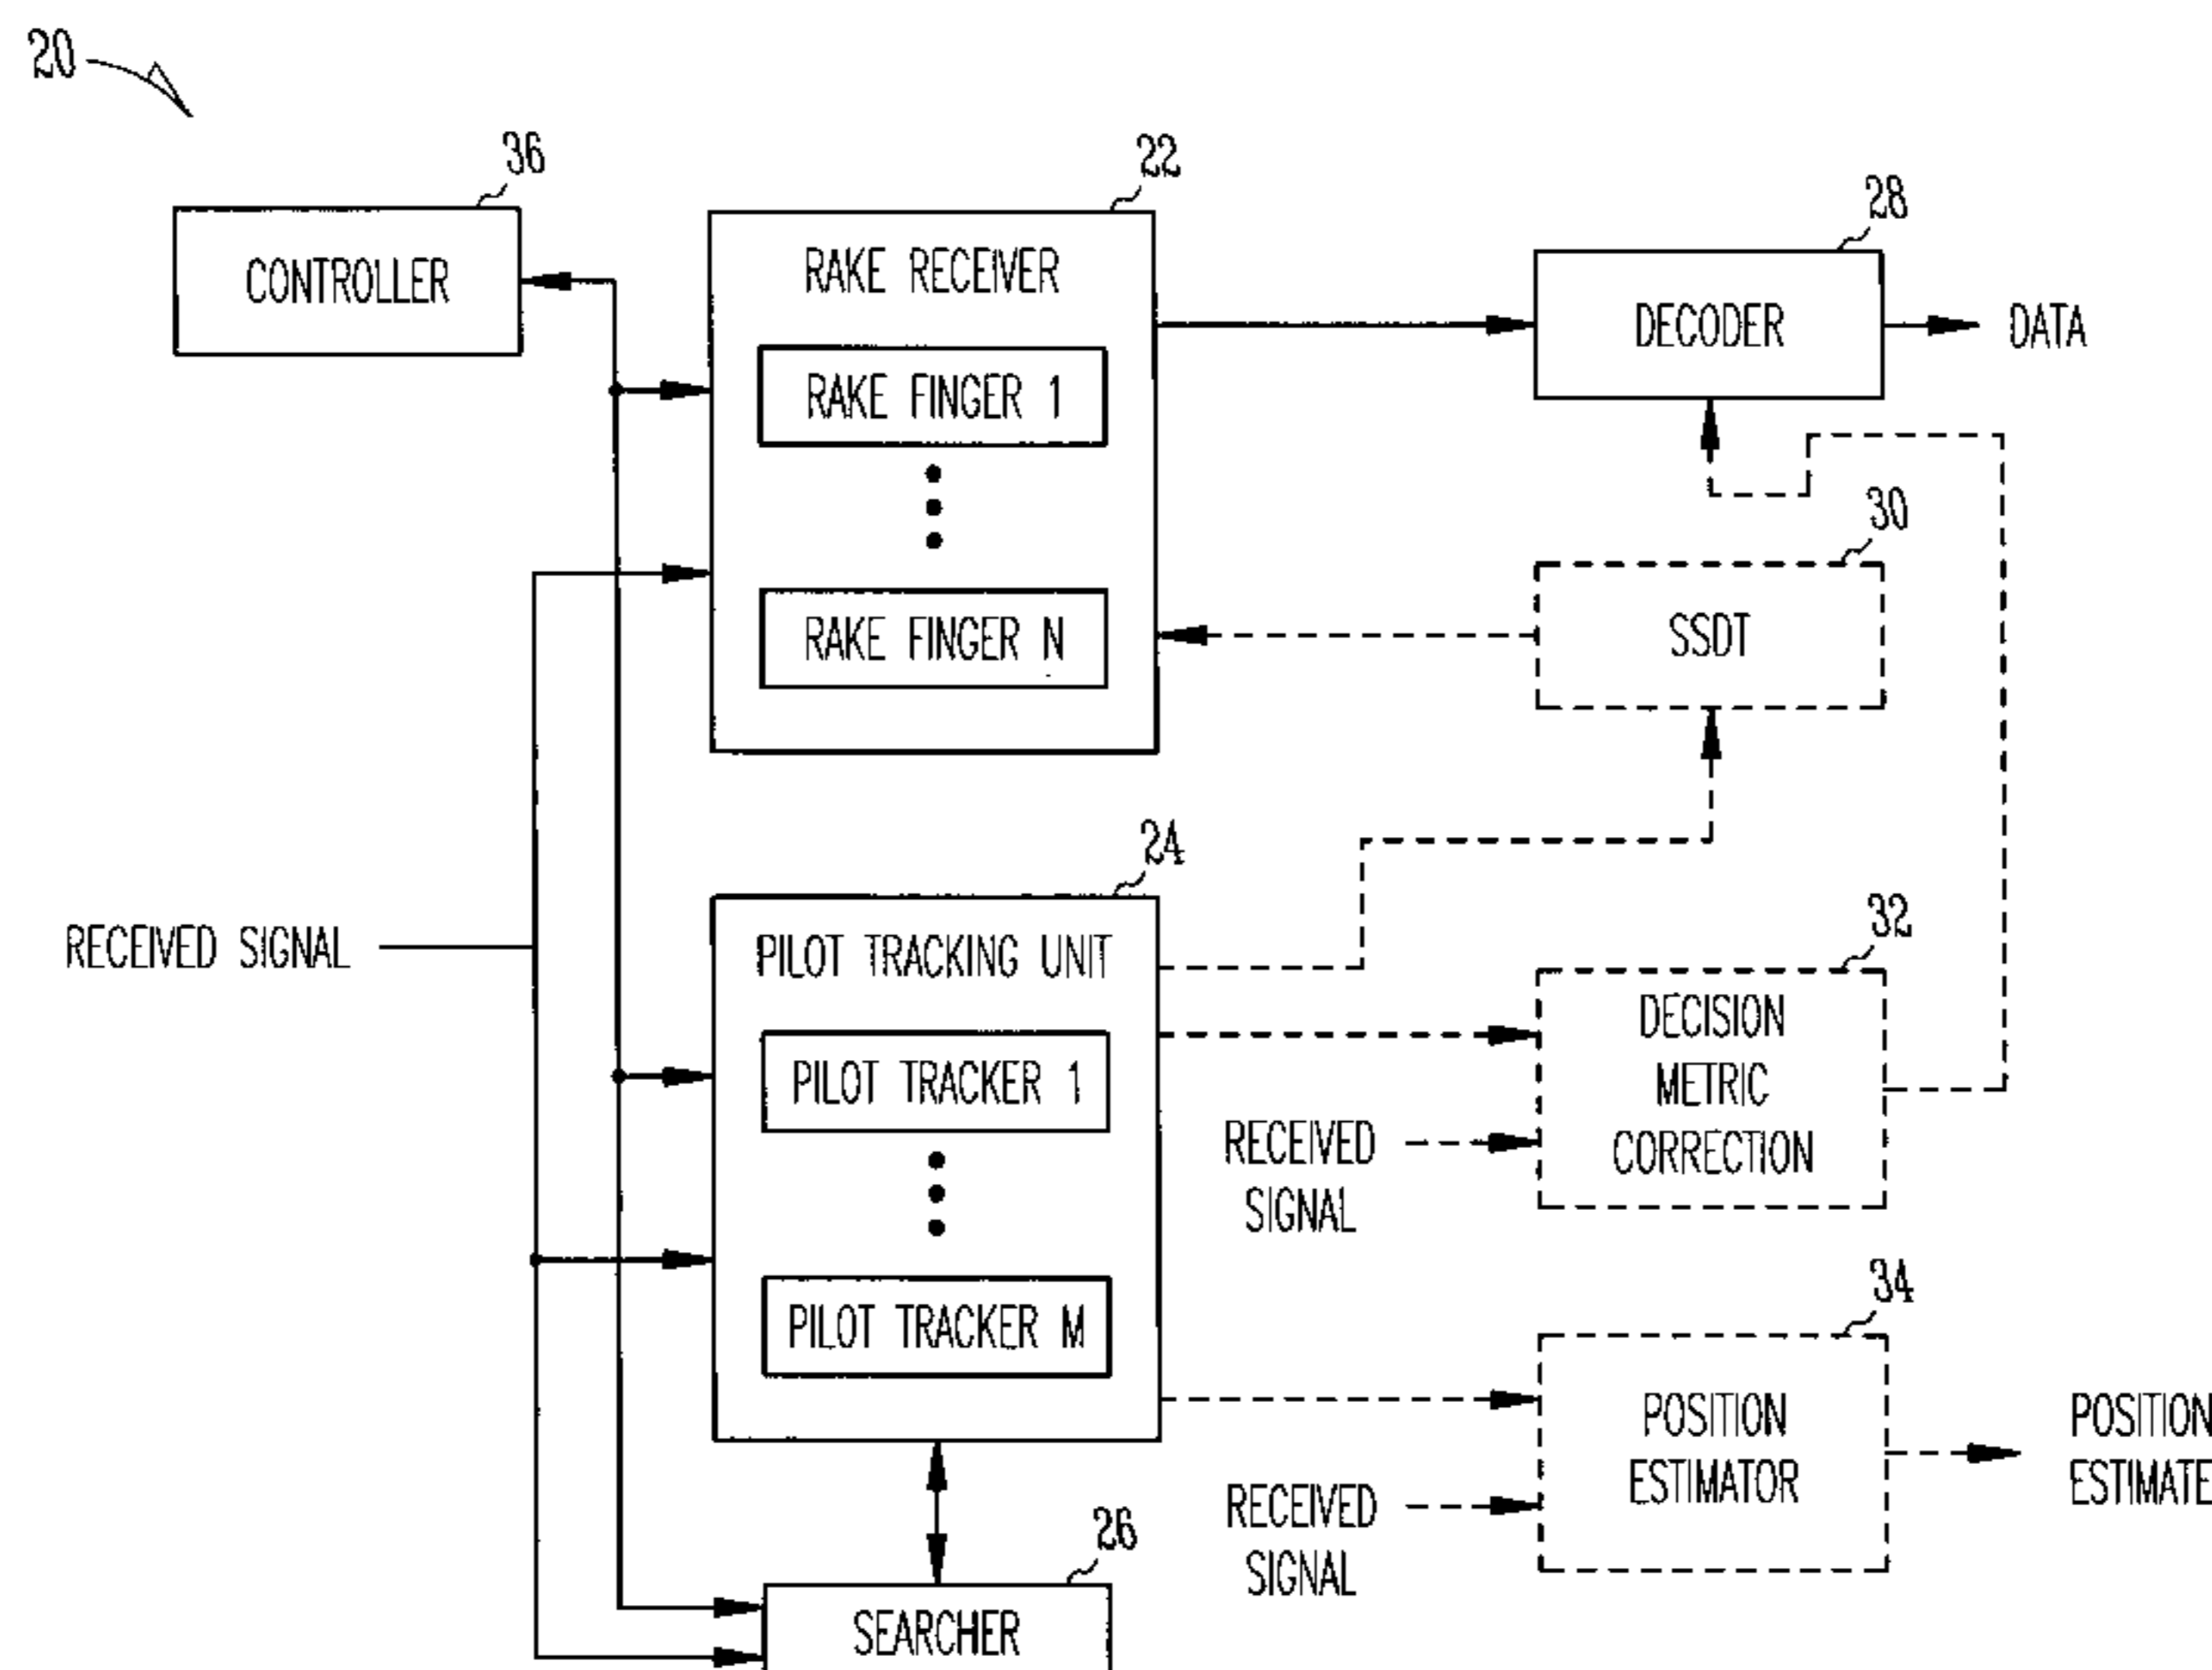 20
36
22
28
CONTROLLER
RAKE RECEIVER
DECODER
DATA
RAKE FINGER 1
30
RAKE FINGER N
SSDT
24
32
RECEIVED SIGNAL
PILOT TRACKING UNIT
DECISION
METRIC
CORRECTION
PILOT TRACKER 1
RECEIVED
SIGNAL
34
PILOT TRACKER M
POSITION
ESTIMATOR
POSITION
ESTIMATE
RECEIVED
SIGNAL
26
SEARCHER